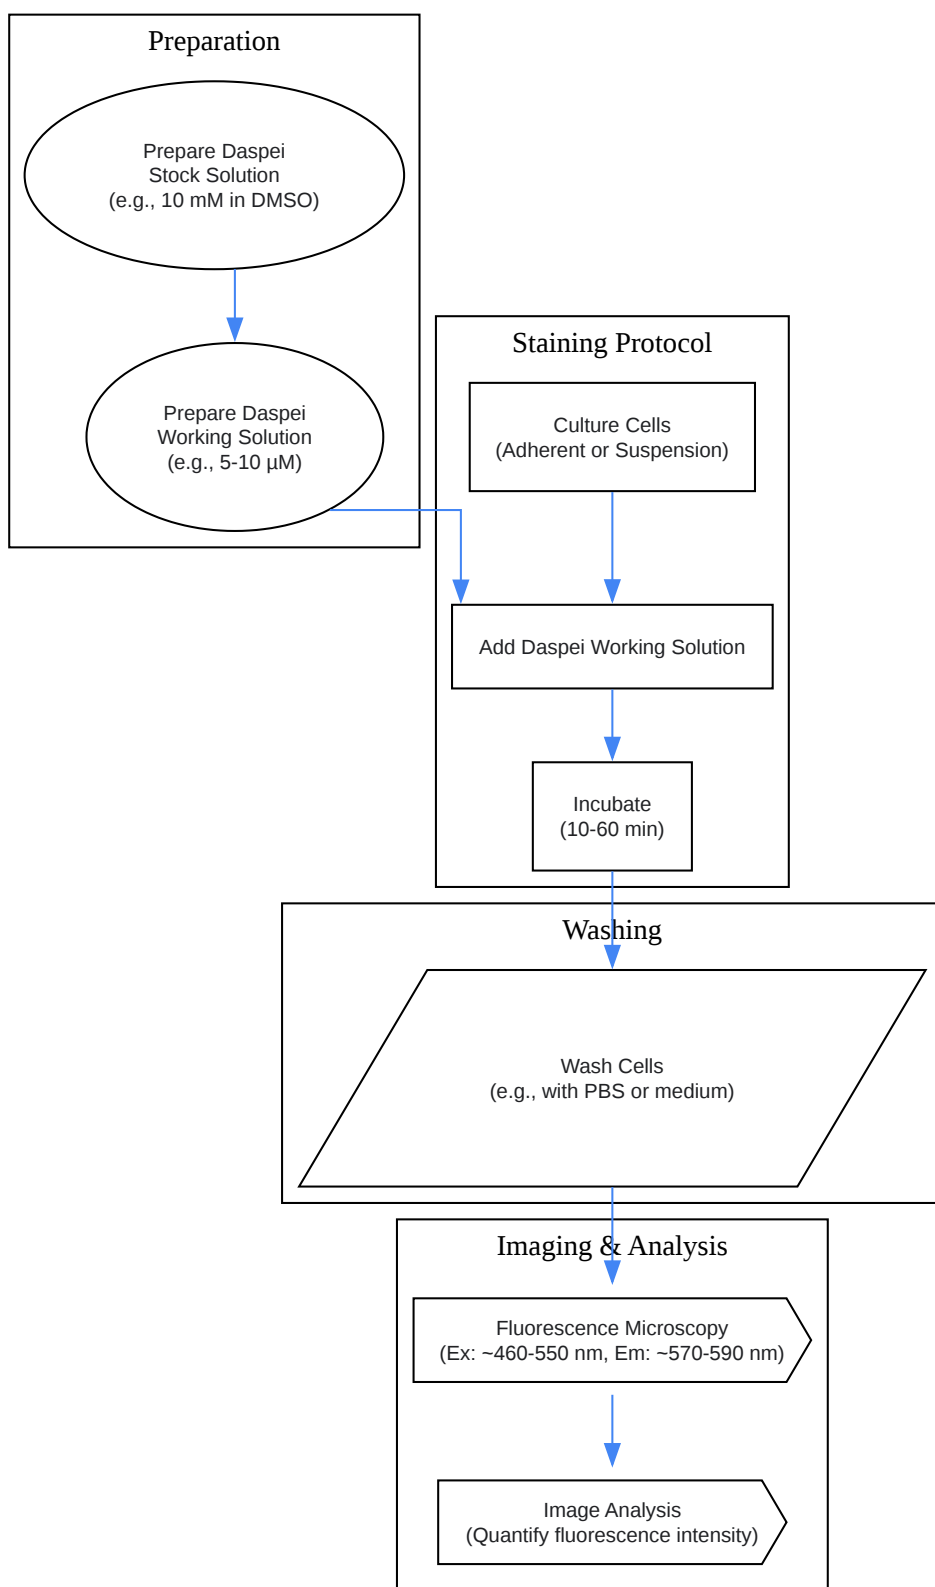 Preparation
Prepare Daspei
Stock Solution
(e.g., 10 mM in DMSO)
Prepare Daspei
Working Solution
(e.g., 5-10 µM)
Staining Protocol
Culture Cells
(Adherent or Suspension)
Add Daspei Working Solution
Incubate
(10-60 min)
Washing
Wash Cells
(e.g., with PBS or medium)
Imaging & Analysis
Fluorescence Microscopy
(Ex: ~460-550 nm, Em: ~570-590 nm)
Image Analysis
(Quantify fluorescence intensity)